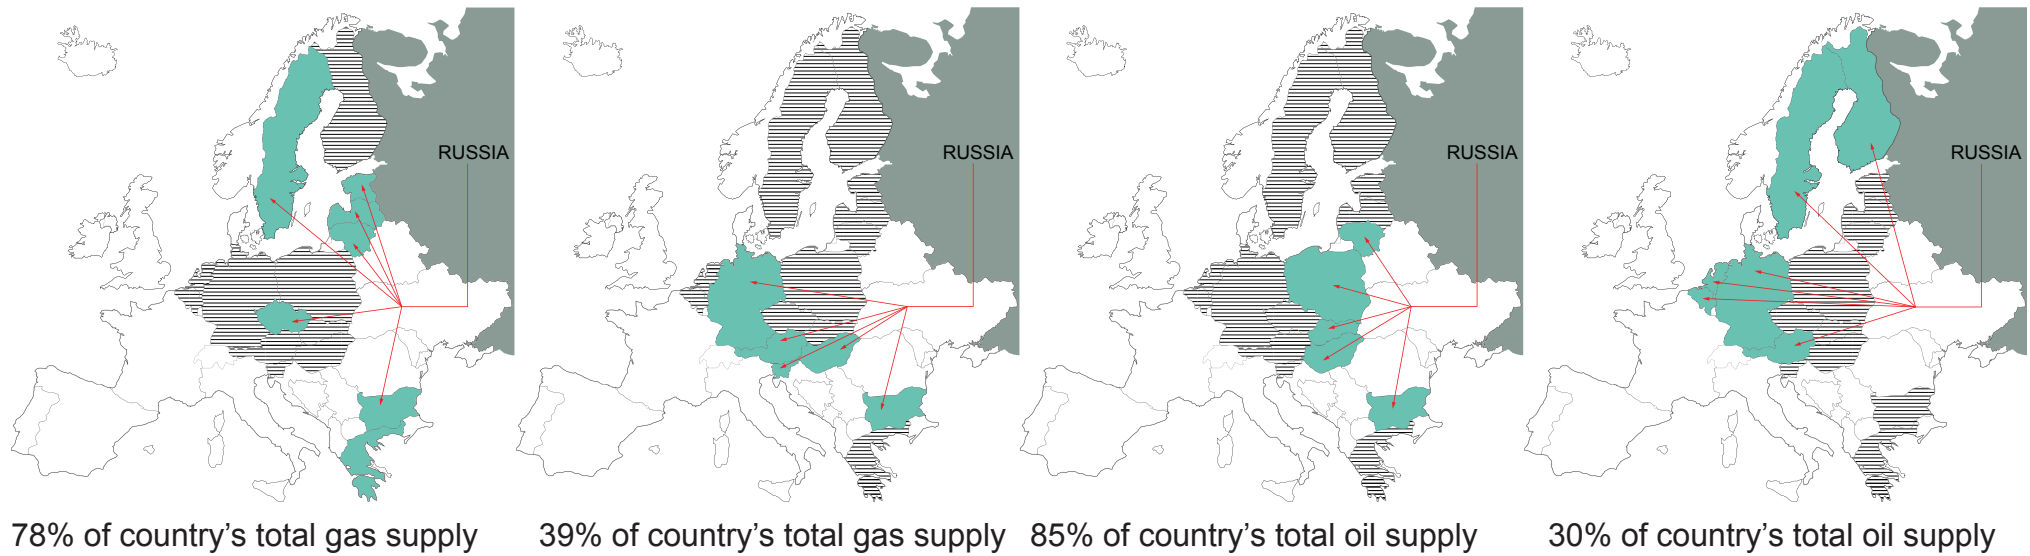 RUSSIA
RUSSIA
RUSSIA
RUSSIA
78% of country’s total gas supply
39% of country’s total gas supply
85% of country’s total oil supply
30% of country’s total oil supply